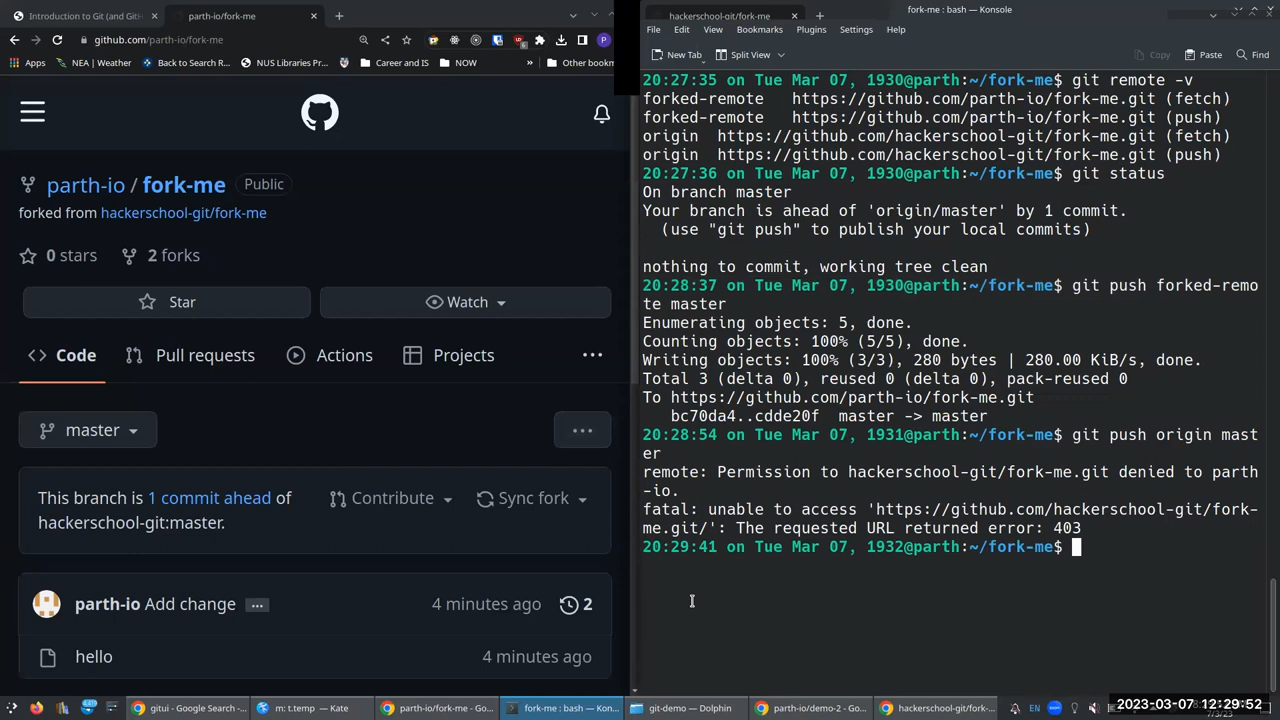 Introduction to Git (and GitH
parth-io/fork-me
github.com/parth-io/fork-me
Apps
NEA | Weather
Back to Search R...
NUS Libraries Pr...
Career and IS
NOW
»
Other book
parth-io / fork-me
Public
forked from hackerschool-git/fork-me
0 stars
2 forks
Star
Watch
Code
Pull requests
Actions
Projects
master
This branch is 1 commit ahead of
hackerschool-git:master.
Contribute
Sync fork
parth-io Add change
4 minutes ago
2
hello
4 minutes ago
hackerschool-git/fork-me
fork-me : bash — Konsole
File
Edit
View
Bookmarks
Plugins
Settings
Help
New Tab
Split View
Copy
Paste
Find
20:27:35 on Tue Mar 07, 1930@parth:~/fork-me$ git remote -v
forked-remote   https://github.com/parth-io/fork-me.git (fetch)
forked-remote   https://github.com/parth-io/fork-me.git (push)
origin  https://github.com/hackerschool-git/fork-me.git (fetch)
origin  https://github.com/hackerschool-git/fork-me.git (push)
20:27:36 on Tue Mar 07, 1930@parth:~/fork-me$ git status
On branch master
Your branch is ahead of 'origin/master' by 1 commit.
  (use "git push" to publish your local commits)
nothing to commit, working tree clean
20:28:37 on Tue Mar 07, 1930@parth:~/fork-me$ git push forked-remo
te master
Enumerating objects: 5, done.
Counting objects: 100% (5/5), done.
Writing objects: 100% (3/3), 280 bytes | 280.00 KiB/s, done.
Total 3 (delta 0), reused 0 (delta 0), pack-reused 0
To https://github.com/parth-io/fork-me.git
   bc70da4..cdde20f  master -> master
20:28:54 on Tue Mar 07, 1931@parth:~/fork-me$ git push origin mast
er
remote: Permission to hackerschool-git/fork-me.git denied to parth
-io.
fatal: unable to access 'https://github.com/hackerschool-git/fork-
me.git/': The requested URL returned error: 403
20:29:41 on Tue Mar 07, 1932@parth:~/fork-me$
gitui - Google Search - ...
m: t.temp — Kate
parth-io/fork-me - Go...
fork-me : bash — Kon...
git-demo — Dolphin
parth-io/demo-2 - Go...
hackerschool-git/fork-...
EN
2023-03-07 12:29:52
7/3/23